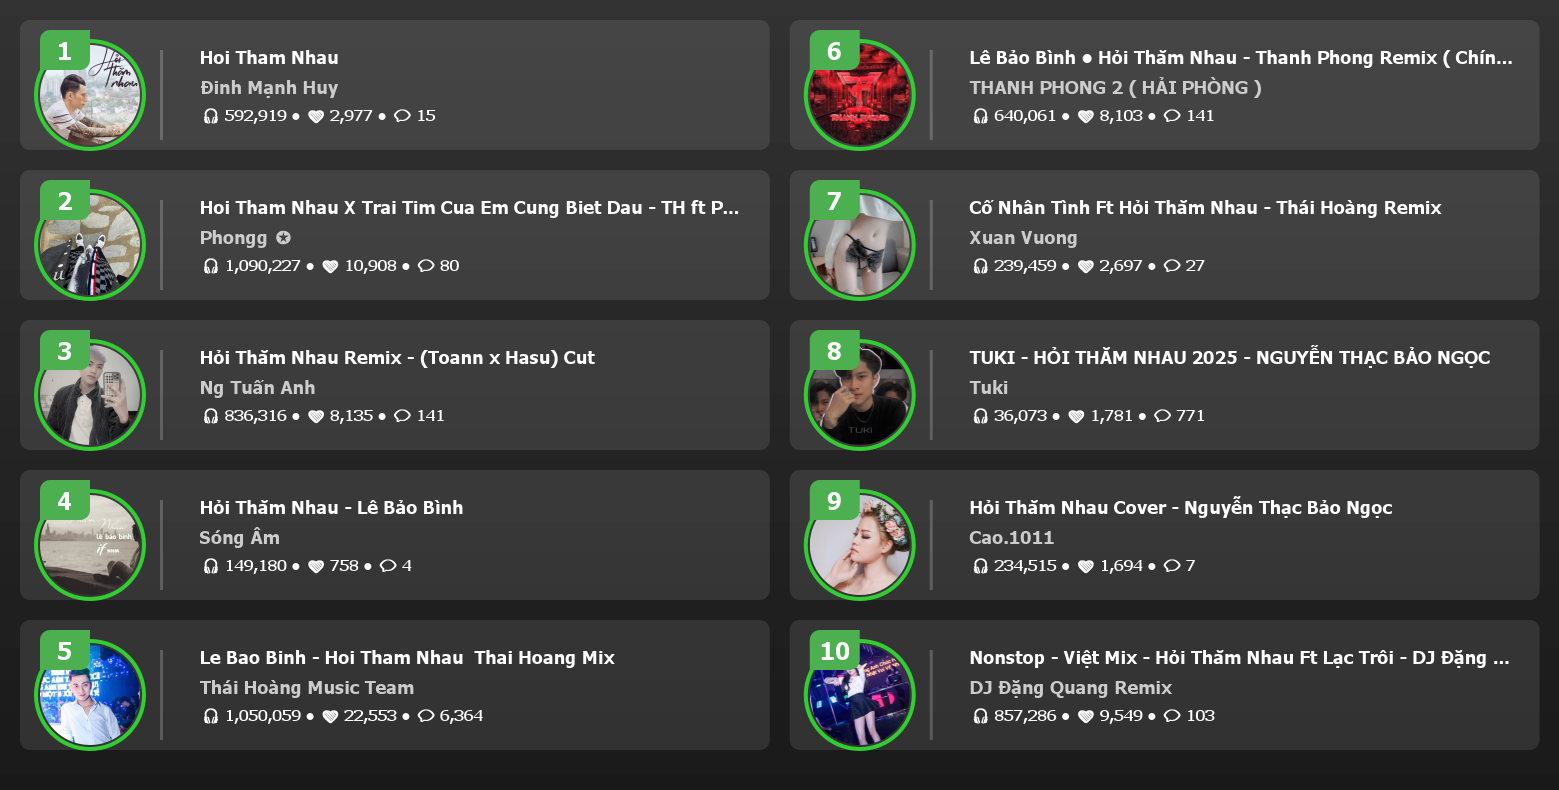 1
Hỏi
Thăm
nhau
Hoi Tham Nhau
Đinh Mạnh Huy
592,919 • 2,977 • 15
2
Hoi Tham Nhau X Trai Tim Cua Em Cung Biet Dau - TH ft P...
Phongg ✪
1,090,227 • 10,908 • 80
3
Hỏi Thăm Nhau Remix - (Toann x Hasu) Cut
Ng Tuấn Anh
836,316 • 8,135 • 141
4
lê bảo bình
Hỏi Thăm Nhau - Lê Bảo Bình
Sóng Âm
149,180 • 758 • 4
5
Le Bao Binh - Hoi Tham Nhau  Thai Hoang Mix
Thái Hoàng Music Team
1,050,059 • 22,553 • 6,364
6
Lê Bảo Bình ● Hỏi Thăm Nhau - Thanh Phong Remix ( Chín...
THANH PHONG 2 ( HẢI PHÒNG )
640,061 • 8,103 • 141
7
Cố Nhân Tình Ft Hỏi Thăm Nhau - Thái Hoàng Remix
Xuan Vuong
239,459 • 2,697 • 27
8
TUKI
TUKI - HỎI THĂM NHAU 2025 - NGUYỄN THẠC BẢO NGỌC
Tuki
36,073 • 1,781 • 771
9
Hỏi Thăm Nhau Cover - Nguyễn Thạc Bảo Ngọc
Cao.1011
234,515 • 1,694 • 7
10
Nonstop - Việt Mix - Hỏi Thăm Nhau Ft Lạc Trôi - DJ Đặng ...
DJ Đặng Quang Remix
857,286 • 9,549 • 103